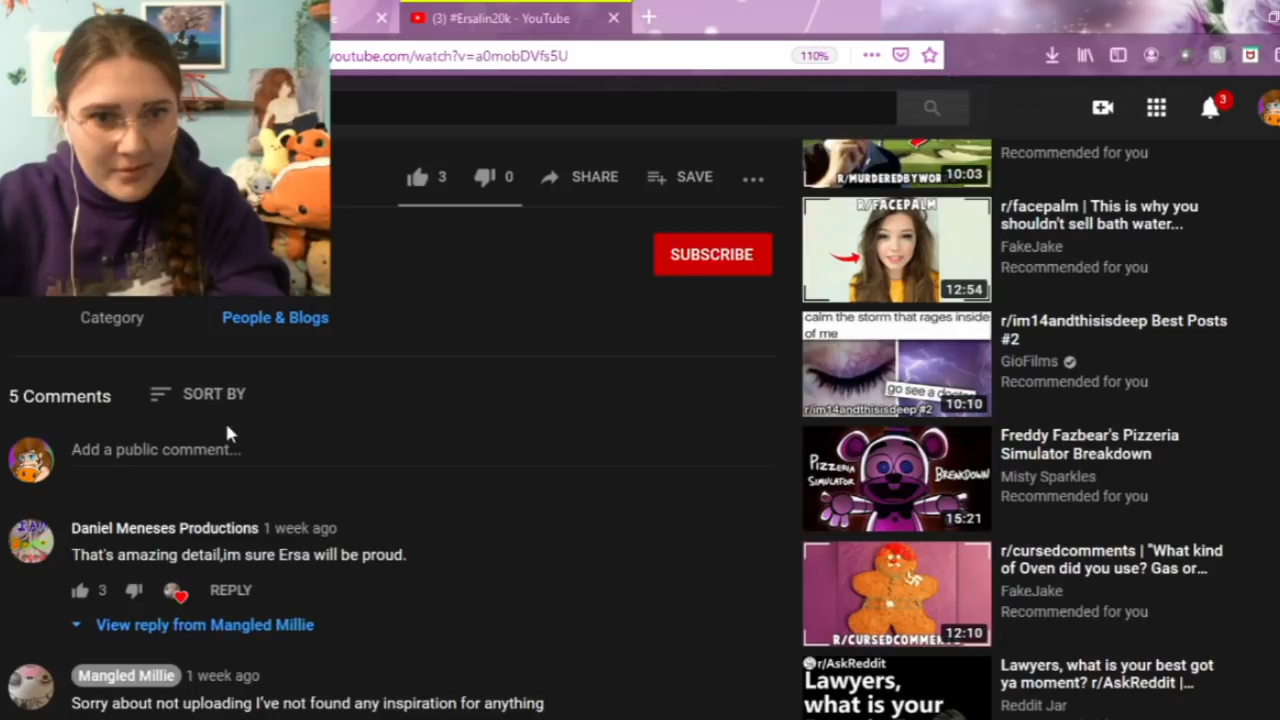 (3) #Ersalin20k - YouTube
youtube.com/watch?v=a0mobDVfs5U
110%
3
3
0
SHARE
SAVE
SUBSCRIBE
Category
People & Blogs
5 Comments
SORT BY
Add a public comment...
Daniel Meneses Productions 1 week ago
That's amazing detail,im sure Ersa will be proud.
3
REPLY
View reply from Mangled Millie
Mangled Millie 1 week ago
Sorry about not uploading I've not found any inspiration for anything
R/MURDEREDBYWOR
10:03
Recommended for you
R/FACEPALM
12:54
r/facepalm | This is why you
shouldn't sell bath water...
FakeJake
Recommended for you
calm the storm that rages inside
of me
go see a
r/im14andthisisdeep #2
10:10
r/im14andthisisdeep Best Posts
#2
GioFilms
Recommended for you
PIZZERIA
SIMULATOR
BREAKDOWN
15:21
Freddy Fazbear's Pizzeria
Simulator Breakdown
Misty Sparkles
Recommended for you
R/CURSEDCOMMEN
12:10
r/cursedcomments | "What kind
of Oven did you use? Gas or...
FakeJake
Recommended for you
r/AskReddit
Lawyers,
what is
your
Lawyers, what is your best got
ya moment? r/AskReddit |...
Reddit Jar